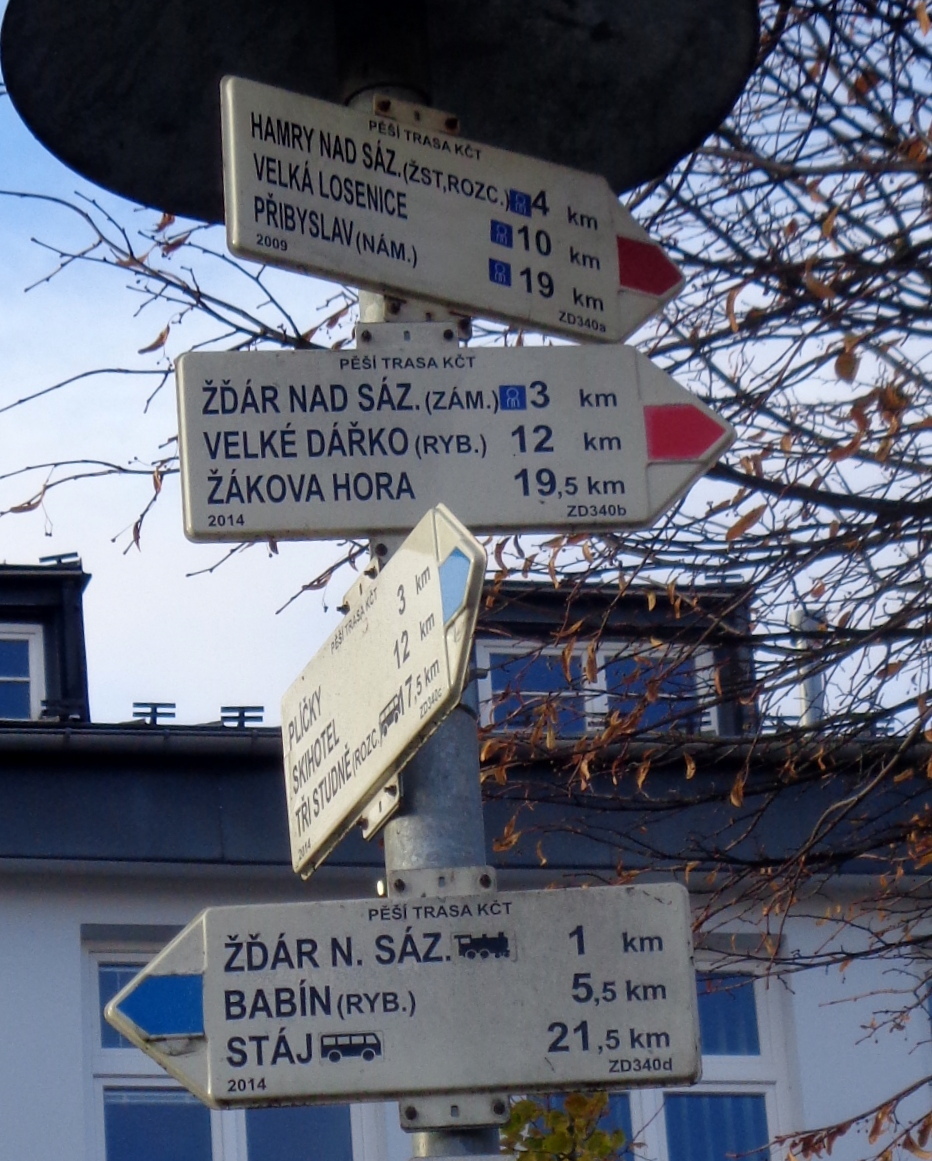 PĚŠÍ TRASA KČT
HAMRY NAD SÁZ.(ŽST,ROZC.) 4 km
VELKÁ LOSENICE 10 km
PŘIBYSLAV(NÁM.) 19 km
2009 ZD340a
PĚŠÍ TRASA KČT
ŽĎÁR NAD SÁZ.(ZÁM.) 3 km
VELKÉ DÁŘKO(RYB.) 12 km
ŽÁKOVA HORA 19,5 km
2014 ZD340b
PĚŠÍ TRASA KČT
PLÍČKY 3 km
SKIHOTEL 12 km
TŘI STUDNĚ(ROZC.) 17,5 km
2014 ZD340c
PĚŠÍ TRASA KČT
ŽĎÁR N. SÁZ. 1 km
BABÍN(RYB.) 5,5 km
STÁJ 21,5 km
2014 ZD340d